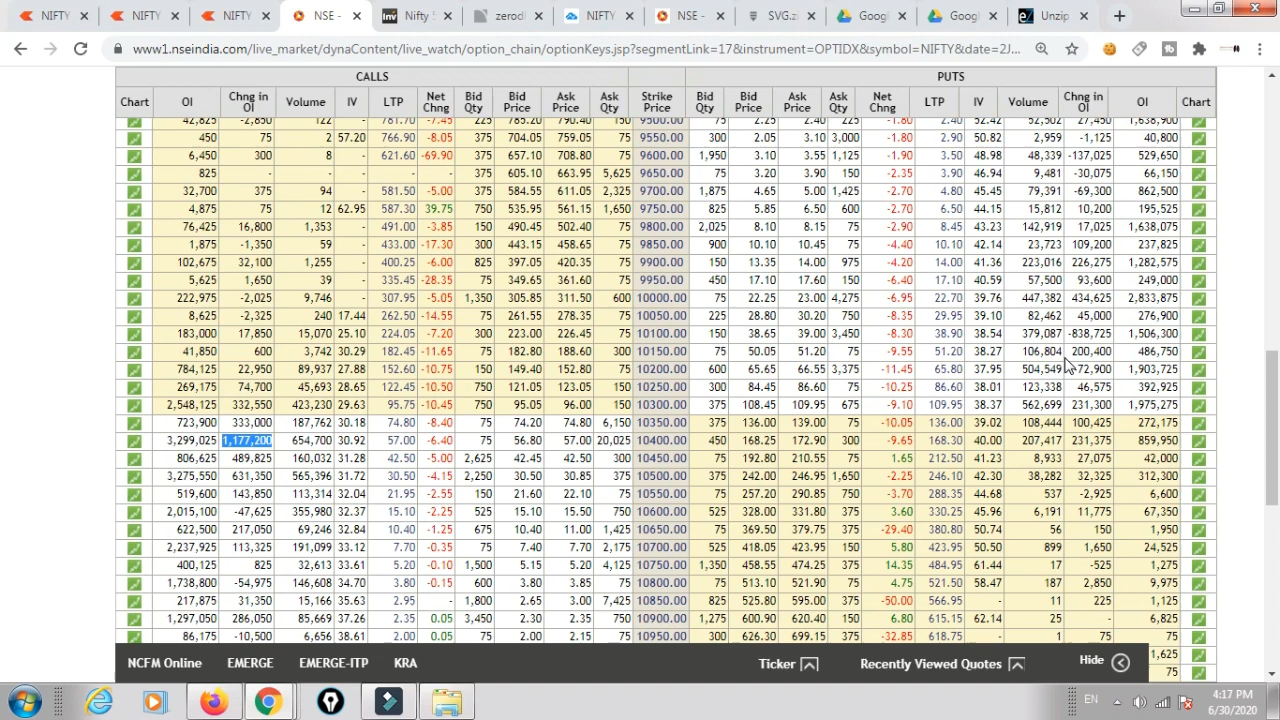 NIFTY
NIFTY
NIFTY
NSE -
Nifty 5
zerodl
NIFTY
NSE -
SVG.z
Googl
Googl
Unzip
www1.nseindia.com/live_market/dynaContent/live_watch/option_chain/optionKeys.jsp?segmentLink=17&instrument=OPTIDX&symbol=NIFTY&date=2J...
CALLS PUTS
Chart OI Chng in OI Volume IV LTP Net Chng Bid Qty Bid Price Ask Price Ask Qty Strike Price Bid Qty Bid Price Ask Price Ask Qty Net Chng LTP IV Volume Chng in OI OI Chart
42,825 -2,850 122 - 761.70 -7.45 225 785.20 790.40 150 9500.00 75 2.25 2.40 225 -1.80 2.40 52.42 52,502 27,450 1,638,900
450 75 2 57.20 766.90 -8.05 375 704.05 759.05 75 9550.00 300 2.05 3.10 3,000 -1.80 2.90 50.82 2,959 -1,125 40,800
6,450 300 8 - 621.60 -69.90 375 657.10 708.80 75 9600.00 1,950 3.10 3.55 1,125 -1.90 3.50 48.98 48,339 -137,025 529,650
825 - - - - - 375 605.10 663.95 5,625 9650.00 75 3.20 3.90 150 -2.35 3.90 46.94 9,481 -30,075 66,150
32,700 375 94 - 581.50 -5.00 375 584.55 611.05 2,325 9700.00 1,875 4.65 5.00 1,425 -2.70 4.80 45.45 79,391 -69,300 862,500
4,875 75 12 62.95 587.30 39.75 750 535.95 561.15 1,650 9750.00 825 5.85 6.50 600 -2.70 6.50 44.15 15,812 10,200 195,525
76,425 16,800 1,353 - 491.00 -3.85 150 490.45 502.40 75 9800.00 2,025 8.10 8.15 75 -2.90 8.45 43.23 142,919 17,025 1,638,075
1,875 -1,350 59 - 433.00 -17.30 300 443.15 458.65 75 9850.00 900 10.10 10.45 75 -4.40 10.10 42.14 23,723 109,200 237,825
102,675 32,100 1,255 - 400.25 -6.00 825 397.05 420.35 75 9900.00 150 13.35 14.00 975 -4.20 14.00 41.36 223,016 226,275 1,282,575
5,625 1,650 39 - 335.45 -28.35 75 349.65 361.60 75 9950.00 450 17.10 17.60 150 -6.40 17.10 40.59 57,500 93,600 249,000
222,975 -2,025 9,746 - 307.95 -5.05 1,350 305.85 311.50 600 10000.00 75 22.25 23.00 4,275 -6.95 22.70 39.71 447,382 434,625 2,833,875
8,625 -2,325 240 17.44 262.50 -14.55 75 261.55 278.35 75 10050.00 225 28.80 30.20 750 -8.35 29.95 39.10 82,462 45,000 276,900
183,000 17,850 15,070 25.10 224.05 -7.20 300 223.00 226.45 75 10100.00 150 38.65 39.00 3,450 -8.30 38.90 38.54 379,087 -838,725 1,506,300
41,850 600 3,742 30.29 182.45 -11.65 75 182.80 188.60 300 10150.00 75 50.05 51.20 75 -9.55 51.20 38.27 106,804 200,400 486,750
784,125 22,950 89,937 27.88 152.60 -10.75 150 149.40 152.80 75 10200.00 600 65.65 66.55 3,375 -11.45 65.80 37.95 504,549 72,900 1,903,725
269,175 74,700 45,693 28.65 122.45 -10.50 750 121.05 123.05 150 10250.00 300 84.45 86.60 75 -10.25 86.60 38.01 123,338 46,575 392,925
2,548,125 332,550 423,230 29.63 95.75 -10.45 750 95.05 96.00 150 10300.00 375 108.45 109.95 675 -9.10 109.95 38.37 562,699 231,300 1,975,275
723,900 333,000 187,762 30.18 74.80 -8.40 75 74.20 74.80 6,150 10350.00 375 136.00 139.00 75 -10.05 136.00 39.02 108,444 100,425 272,175
3,299,025 1,177,200 654,700 30.92 57.00 -6.40 75 56.80 57.00 20,025 10400.00 450 168.25 172.90 300 -9.65 168.30 40.00 207,417 231,375 859,950
806,625 489,825 160,032 31.28 42.50 -5.00 2,625 42.45 42.50 300 10450.00 75 192.80 210.55 75 1.65 212.50 41.23 8,933 27,075 42,000
3,275,550 631,350 565,396 31.72 30.50 -4.15 2,250 30.50 30.85 375 10500.00 375 242.00 246.95 1,650 -2.25 246.10 42.30 38,282 32,325 312,300
519,600 143,850 113,314 32.04 21.95 -2.55 150 21.60 22.10 75 10550.00 75 257.20 290.85 750 -3.70 288.35 44.66 537 -2,925 6,600
2,015,100 -47,625 355,980 32.37 15.10 -2.25 525 15.10 15.50 750 10600.00 525 328.00 331.80 375 3.60 330.25 45.96 6,191 11,775 67,350
622,500 217,050 69,246 32.84 10.40 -1.25 675 10.40 11.00 1,425 10650.00 75 369.50 379.75 375 -29.40 380.80 50.74 56 150 1,950
2,237,925 113,325 191,099 33.12 7.70 -0.35 75 7.40 7.70 2,175 10700.00 525 418.05 423.95 150 5.80 423.95 50.50 899 1,650 24,525
400,125 825 32,613 33.61 5.20 -0.10 1,500 5.15 5.20 4,125 10750.00 1,350 458.55 474.25 375 14.35 484.95 61.44 17 -525 1,275
1,738,800 -54,975 146,608 34.70 3.80 -0.15 600 3.80 3.85 75 10800.00 75 513.10 521.90 75 4.75 521.50 58.47 187 2,850 9,975
217,875 31,350 15,166 35.63 2.95 - 1,800 2.65 3.00 7,425 10850.00 825 525.80 595.00 375 -50.00 566.95 - 11 225 1,125
1,297,050 286,050 85,669 37.26 2.35 0.05 3,450 2.30 2.35 750 10900.00 1,275 600.90 620.40 150 6.80 615.15 62.14 25 - 6,825
86,175 -10,500 6,656 38.61 2.00 0.05 75 2.00 2.15 75 10950.00 300 626.30 699.15 375 -32.85 618.75 - 1 75 75
1,625
75
NCFM Online EMERGE EMERGE-ITP KRA Ticker Recently Viewed Quotes Hide
EN
4:17 PM
6/30/2020